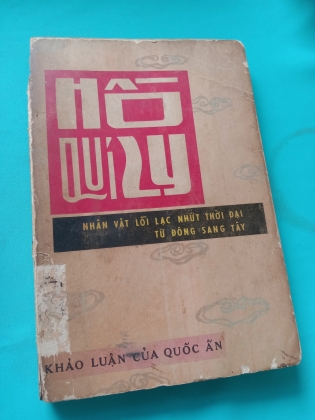 HỒ
QUÍ LY
NHÂN VẬT LỖI LẠC NHỨT THỜI ĐẠI
TỪ ĐÔNG SANG TÂY
KHẢO LUẬN CỦA QUỐC ẤN